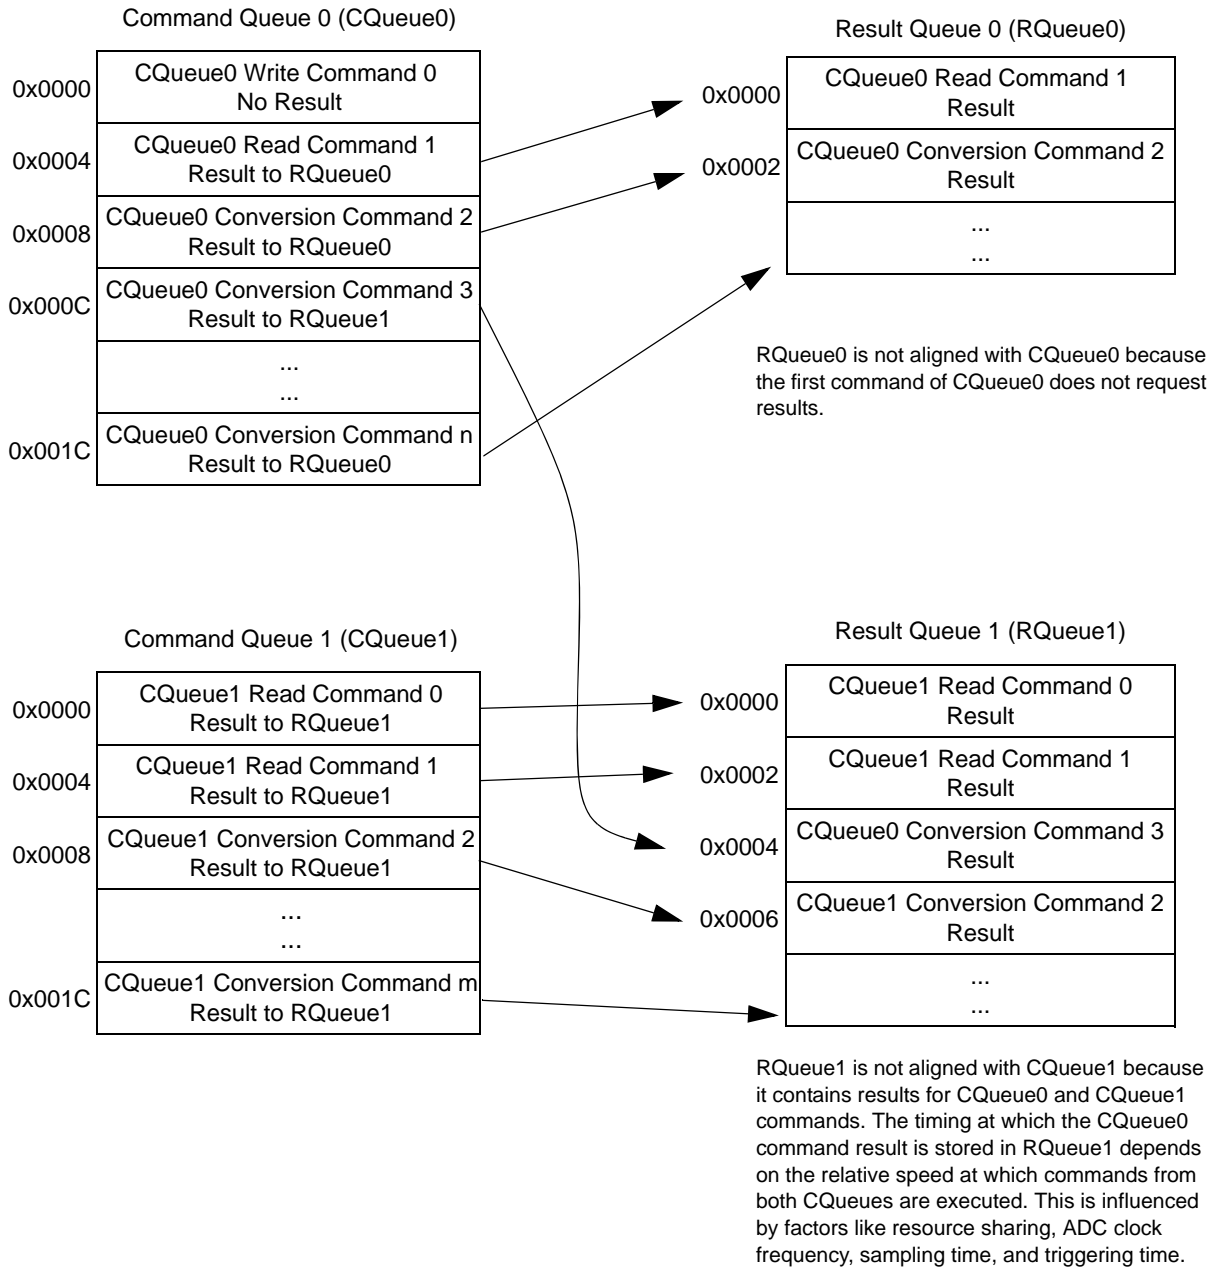 Command Queue 0 (CQueue0)
0x0000
CQueue0 Write Command 0
No Result
0x0004
CQueue0 Read Command 1
Result to RQueue0
0x0008
CQueue0 Conversion Command 2
Result to RQueue0
0x000C
CQueue0 Conversion Command 3
Result to RQueue1
...
...
0x001C
CQueue0 Conversion Command n
Result to RQueue0
Result Queue 0 (RQueue0)
0x0000
CQueue0 Read Command 1
Result
0x0002
CQueue0 Conversion Command 2
Result
...
...
RQueue0 is not aligned with CQueue0 because
the first command of CQueue0 does not request
results.
Command Queue 1 (CQueue1)
0x0000
CQueue1 Read Command 0
Result to RQueue1
0x0004
CQueue1 Read Command 1
Result to RQueue1
0x0008
CQueue1 Conversion Command 2
Result to RQueue1
...
...
0x001C
CQueue1 Conversion Command m
Result to RQueue1
Result Queue 1 (RQueue1)
0x0000
CQueue1 Read Command 0
Result
0x0002
CQueue1 Read Command 1
Result
0x0004
CQueue0 Conversion Command 3
Result
0x0006
CQueue1 Conversion Command 2
Result
...
...
RQueue1 is not aligned with CQueue1 because
it contains results for CQueue0 and CQueue1
commands. The timing at which the CQueue0
command result is stored in RQueue1 depends
on the relative speed at which commands from
both CQueues are executed. This is influenced
by factors like resource sharing, ADC clock
frequency, sampling time, and triggering time.